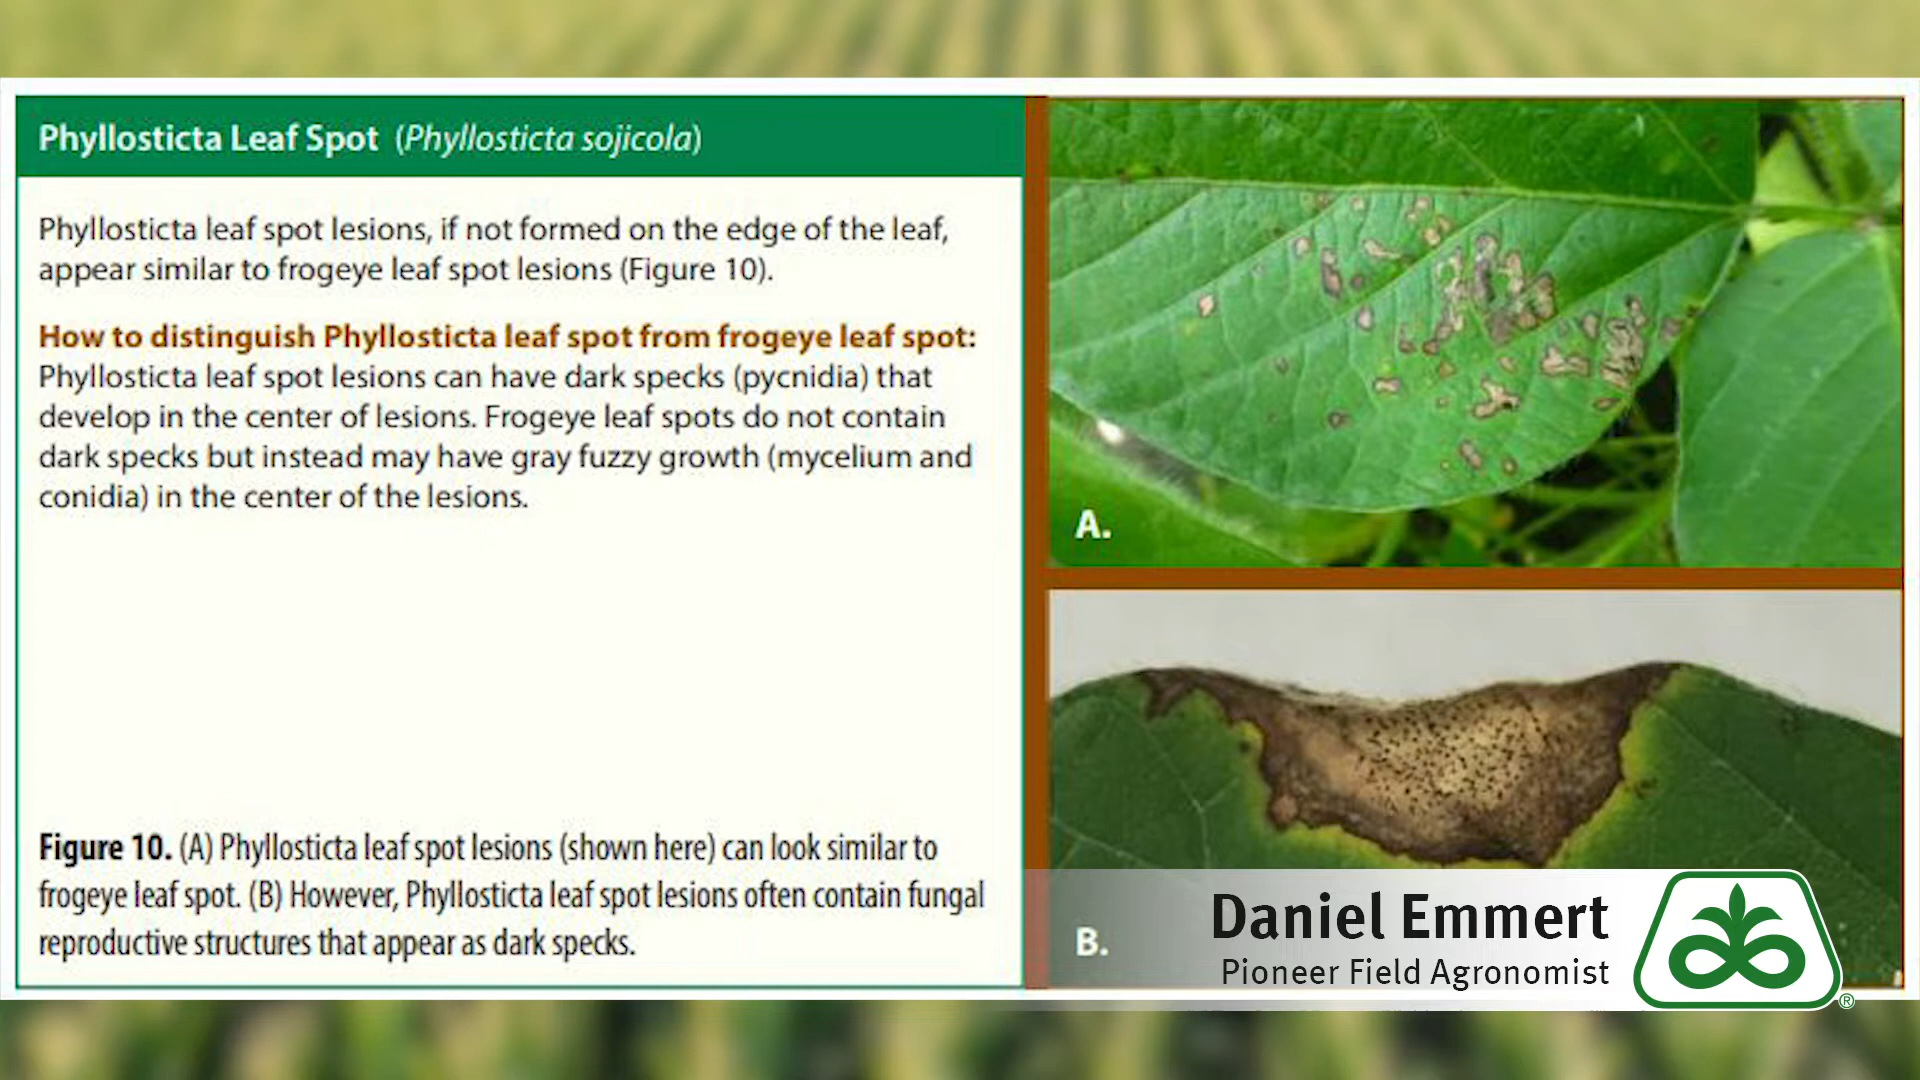 Phyllosticta Leaf Spot (Phyllosticta sojicola)
Phyllosticta leaf spot lesions, if not formed on the edge of the leaf,
appear similar to frogeye leaf spot lesions (Figure 10).
How to distinguish Phyllosticta leaf spot from frogeye leaf spot:
Phyllosticta leaf spot lesions can have dark specks (pycnidia) that
develop in the center of lesions. Frogeye leaf spots do not contain
dark specks but instead may have gray fuzzy growth (mycelium and
conidia) in the center of the lesions.
Figure 10. (A) Phyllosticta leaf spot lesions (shown here) can look similar to
frogeye leaf spot. (B) However, Phyllosticta leaf spot lesions often contain fungal
reproductive structures that appear as dark specks.
A.
B.
Daniel Emmert
Pioneer Field Agronomist
®